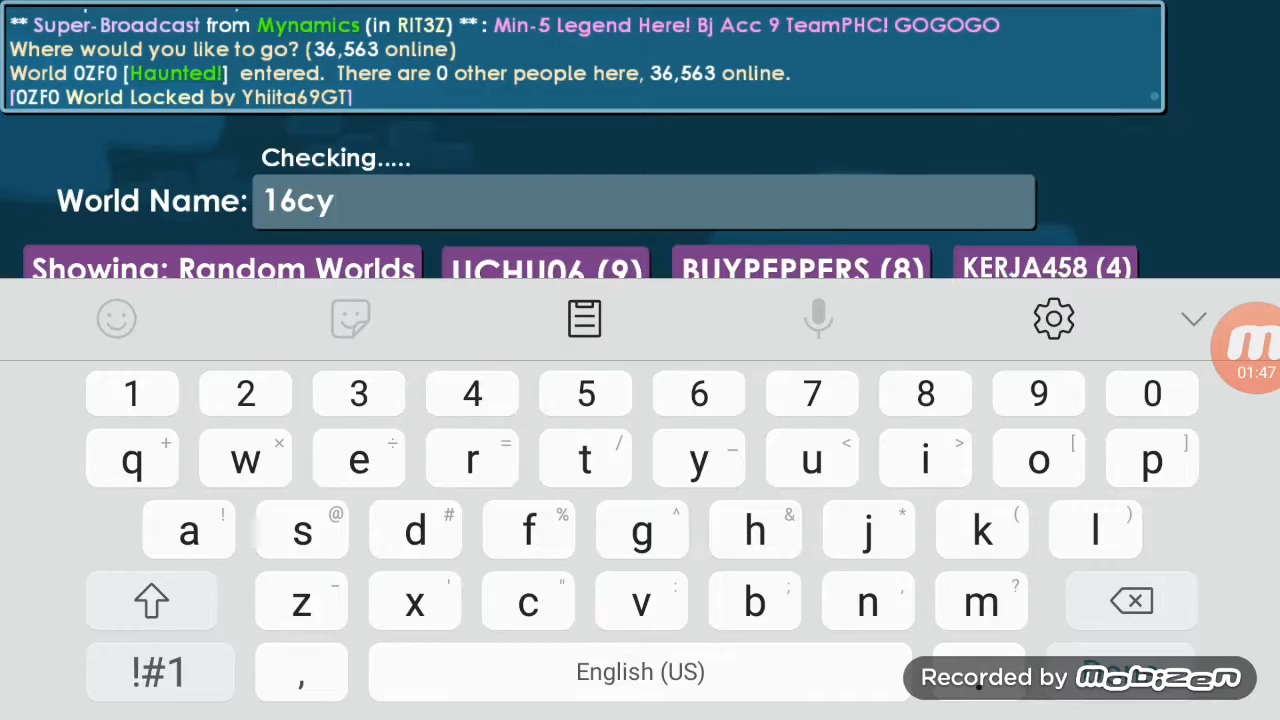 ** Super-Broadcast from Mynamics (in RIT3Z) ** : Min-5 Legend Here! Bj Acc 9 TeamPHC! GOGOGO
Where would you like to go? (36,563 online)
World 0ZF0 [Haunted!] entered. There are 0 other people here, 36,563 online.
[0ZF0 World Locked by Yhiita69GT]
Checking.....
World Name: 16cy
Showing: Random Worlds UCHU06 (9) BUYPEPPERS (8) KERJA458 (4)
01:47
1 2 3 4 5 6 7 8 9 0
q + w × e ÷ r = t / y _ u < i > o [ p ]
a ! s @ d # f % g ^ h & j * k ( l )
z - x ' c " v : b ; n , m ?
!#1 , English (US) .
Recorded by mobizen